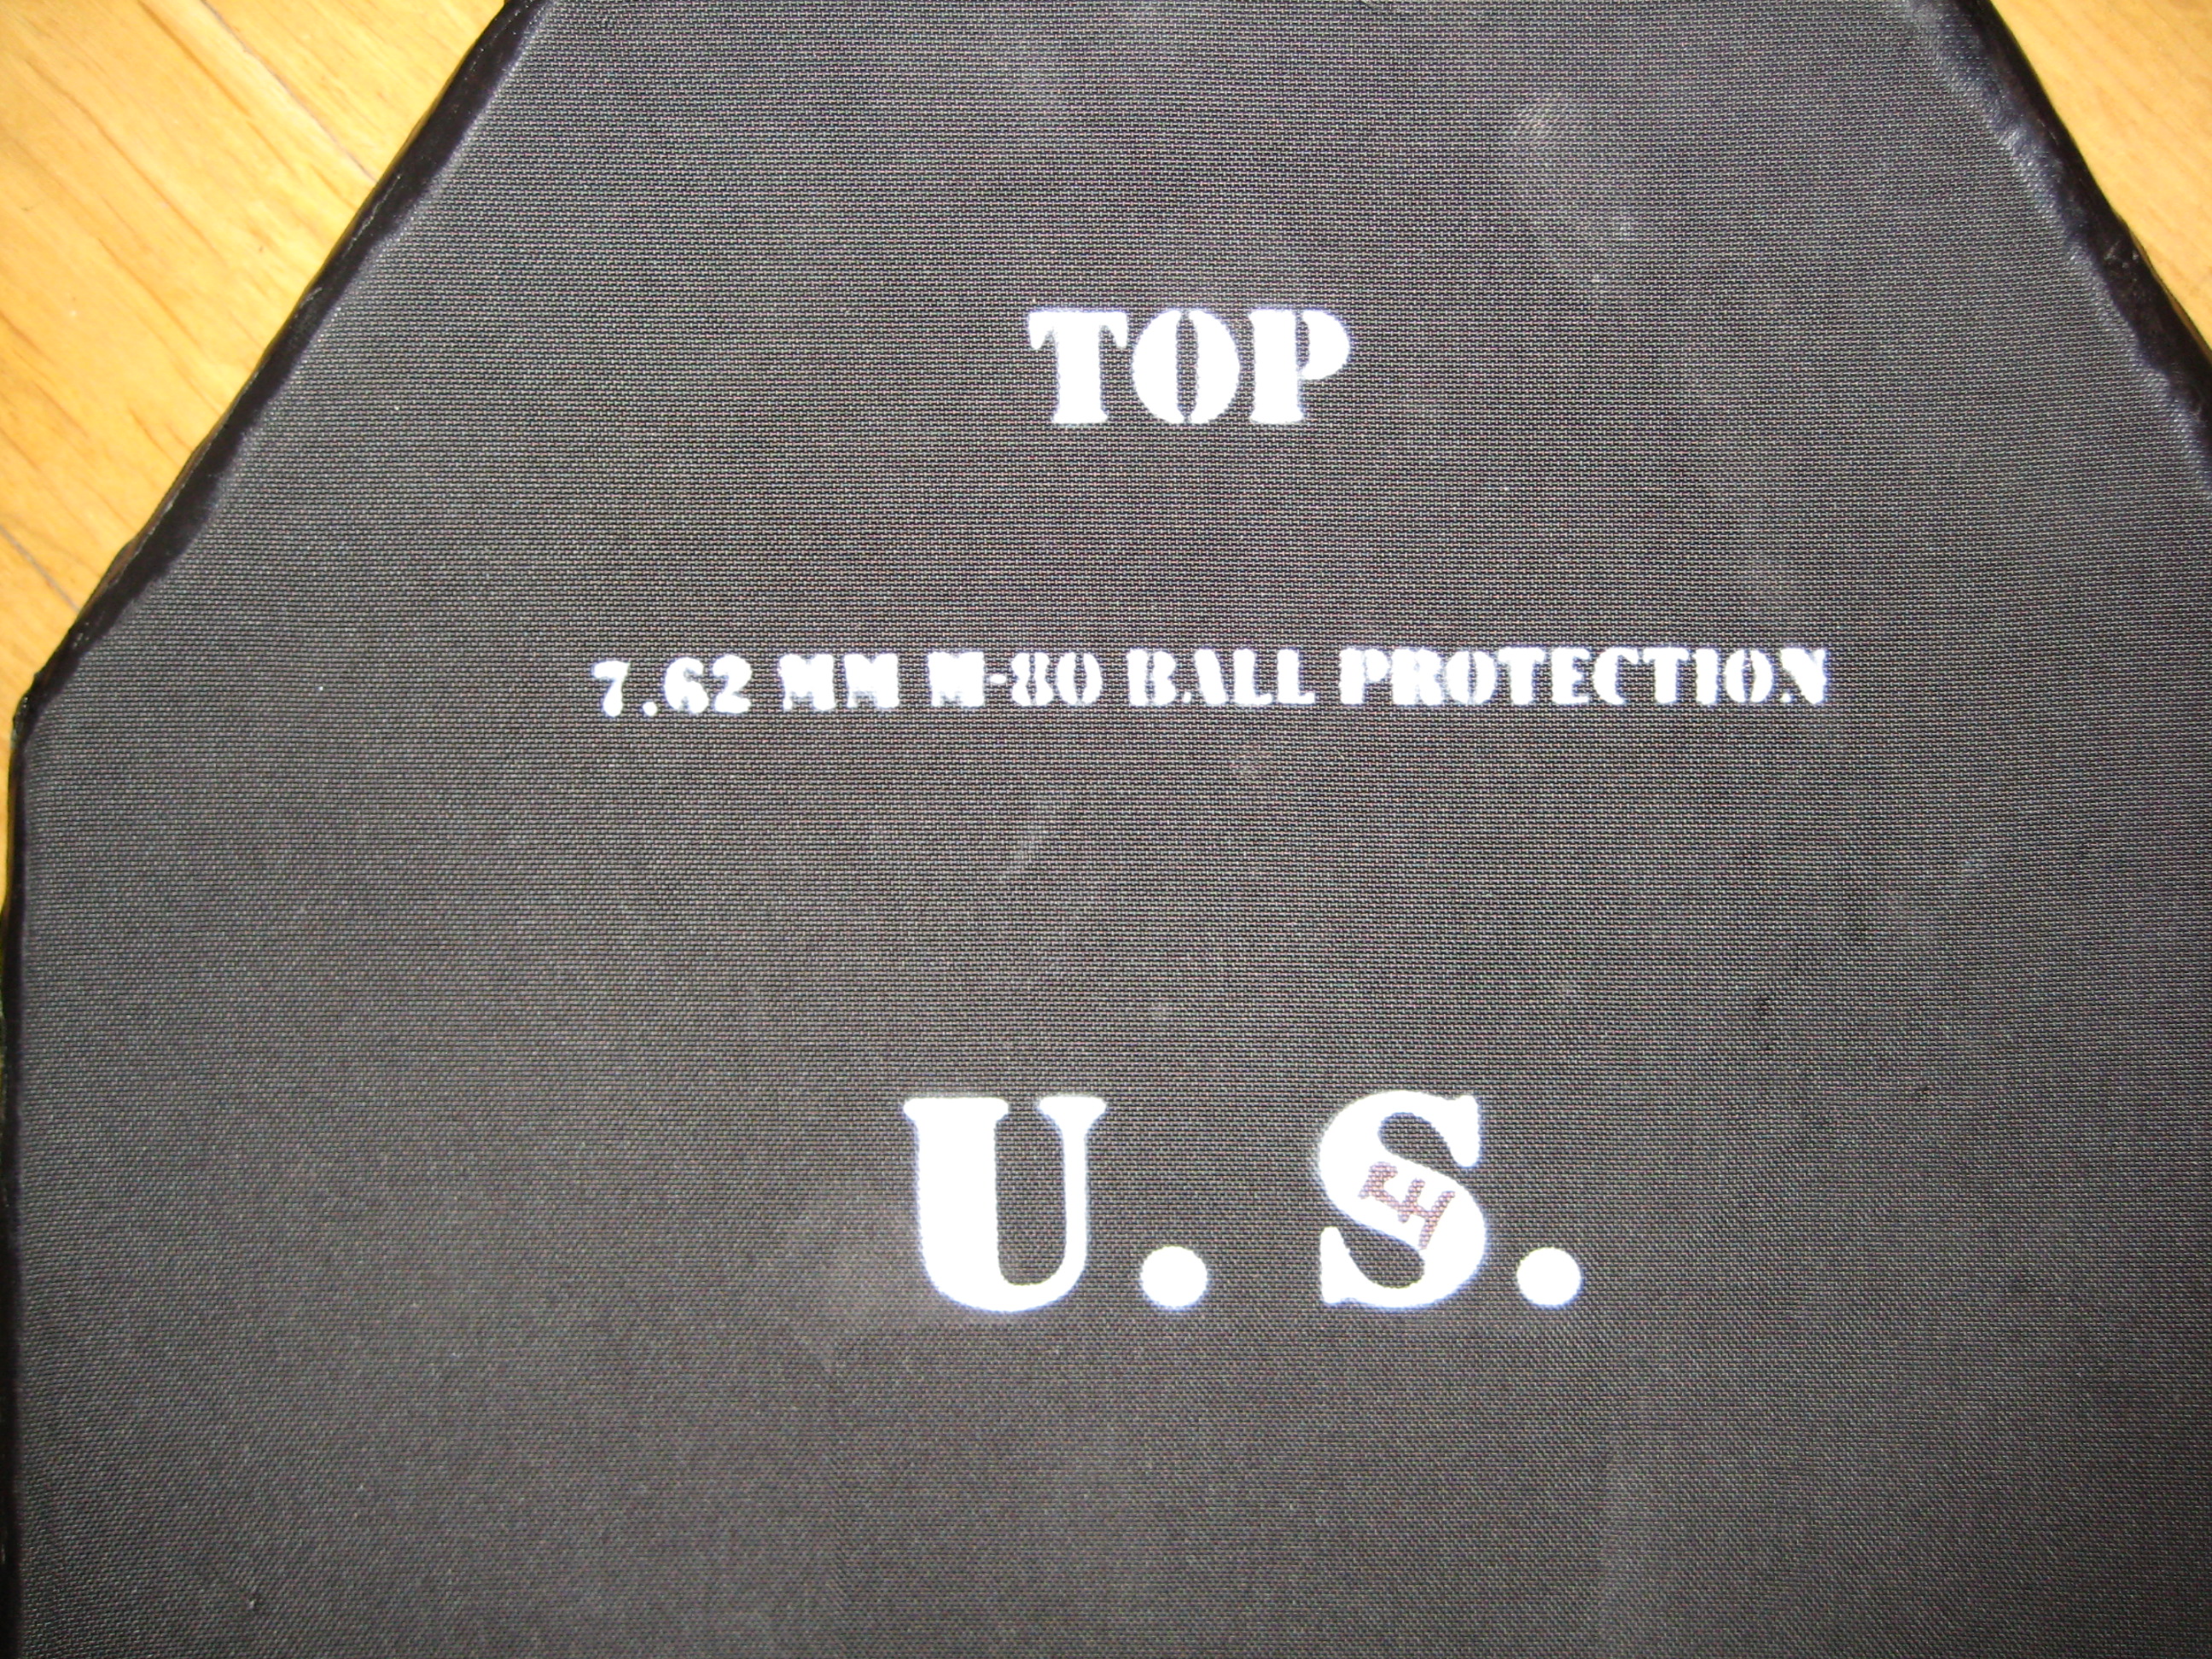 TOP
7.62 MM M-80 BALL PROTECTION
U. S.